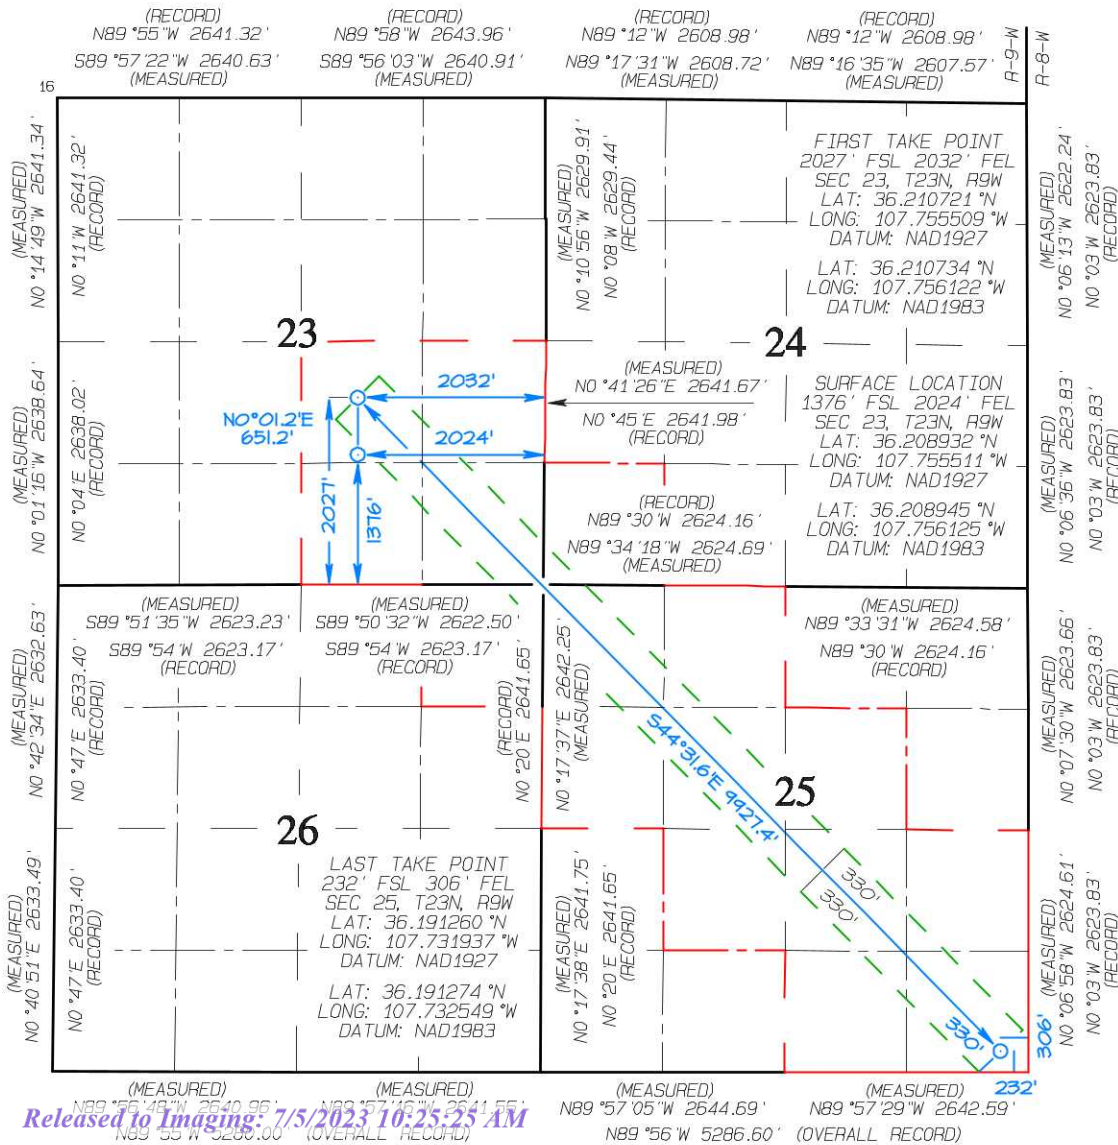 (RECORD)
N89°55'W 2641.32'
S89°57'22"W 2640.63'
(MEASURED)
(RECORD)
N89°58'W 2643.96'
S89°56'03"W 2640.91'
(MEASURED)
(RECORD)
N89°12'W 2608.98'
N89°17'31"W 2608.72'
(MEASURED)
(RECORD)
N89°12'W 2608.98'
N89°16'35"W 2607.57'
(MEASURED)
R-9-W
R-8-W
16
(MEASURED)
N0°14'49"W 2641.34'
N0°11'W 2641.32'
(RECORD)
(MEASURED)
N0°10'56"W 2629.91'
N0°08'W 2629.44'
(RECORD)
FIRST TAKE POINT
2027' FSL 2032' FEL
SEC 23, T23N, R9W
LAT: 36.210721°N
LONG: 107.755509°W
DATUM: NAD1927
LAT: 36.210734°N
LONG: 107.756122°W
DATUM: NAD1983
(MEASURED)
N0°06'13"W 2622.24'
N0°03'W 2623.83'
(RECORD)
23
24
(MEASURED)
N0°01'16"W 2638.64'
N0°04'E 2638.02'
(RECORD)
N0°01.2'E
651.2'
2032'
2024'
2027'
1376'
(MEASURED)
N0°41'26"E 2641.67'
N0°45'E 2641.98'
(RECORD)
SURFACE LOCATION
1376' FSL 2024' FEL
SEC 23, T23N, R9W
LAT: 36.208932°N
LONG: 107.755511°W
DATUM: NAD1927
LAT: 36.208945°N
LONG: 107.756125°W
DATUM: NAD1983
(RECORD)
N89°30'W 2624.16'
N89°34'18"W 2624.69'
(MEASURED)
(MEASURED)
N0°06'36"W 2623.87'
N0°03'W 2623.83'
(RECORD)
(MEASURED)
S89°51'35"W 2623.23'
S89°54'W 2623.17'
(RECORD)
(MEASURED)
S89°50'32"W 2622.50'
S89°54'W 2623.17'
(RECORD)
(MEASURED)
N89°33'31"W 2624.58'
N89°30'W 2624.16'
(RECORD)
(MEASURED)
N0°42'34"E 2632.63'
N0°47'E 2633.40'
(RECORD)
(RECORD)
N0°20'E 2641.65'
N0°17'37"E 2642.25'
(MEASURED)
(MEASURED)
N0°07'30"W 2623.66'
N0°03'W 2623.83'
(RECORD)
S44°31.6'E 9927.4'
25
26
(MEASURED)
N0°40'51"E 2633.49'
N0°47'E 2633.40'
(RECORD)
LAST TAKE POINT
232' FSL 306' FEL
SEC 25, T23N, R9W
LAT: 36.191260°N
LONG: 107.731937°W
DATUM: NAD1927
LAT: 36.191274°N
LONG: 107.732549°W
DATUM: NAD1983
(MEASURED)
N0°17'38"E 2641.75'
N0°20'E 2641.65'
(RECORD)
330'
330'
330'
(MEASURED)
N0°06'58"W 2624.61'
N0°03'W 2623.83'
(RECORD)
306'
232'
(MEASURED)
N89°56'48"W 2640.96'
N89°55'W 5280.00'
(MEASURED)
N89°57'16"W 2641.55'
(OVERALL RECORD)
(MEASURED)
N89°57'05"W 2644.69'
(MEASURED)
N89°57'29"W 2642.59'
N89°56'W 5286.60' (OVERALL RECORD)
Released to Imaging: 7/5/2023 10:25:25 AM